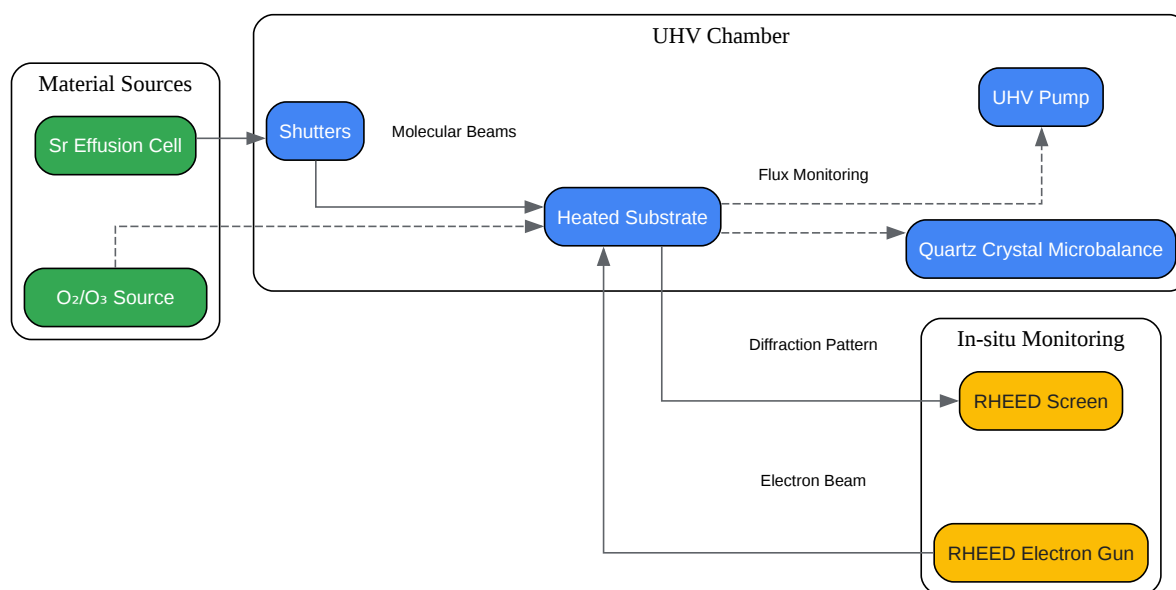 UHV Chamber
Material Sources
UHV Pump
Sr Effusion Cell
Shutters
Molecular Beams
Flux Monitoring
Heated Substrate
Quartz Crystal Microbalance
O₂/O₃ Source
In-situ Monitoring
Diffraction Pattern
RHEED Screen
Electron Beam
RHEED Electron Gun